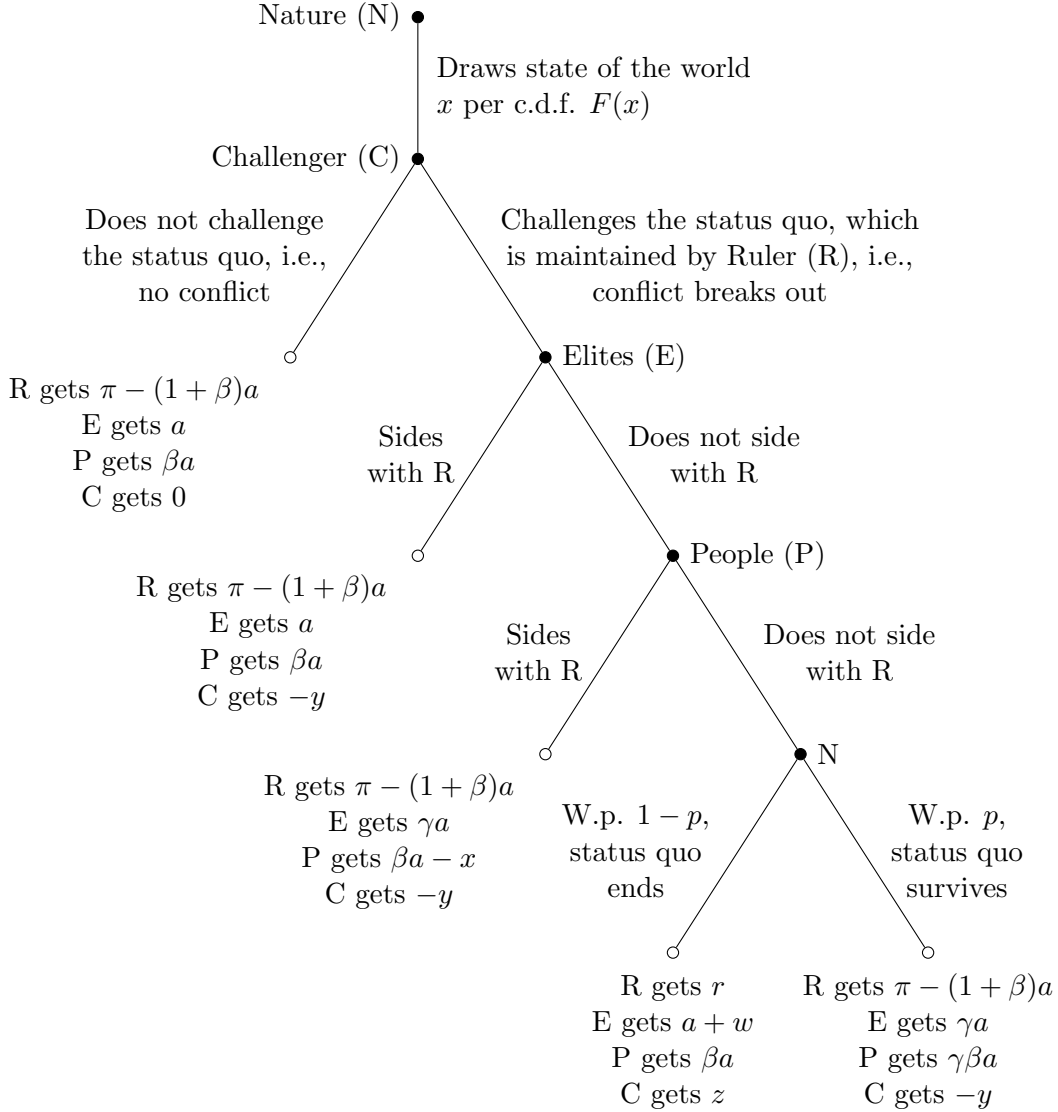 Nature (N)
Draws state of the world
x per c.d.f. F(x)
Challenger (C)
Does not challenge
the status quo, i.e.,
no conflict
Challenges the status quo, which
is maintained by Ruler (R), i.e.,
conflict breaks out
R gets π − (1 + β)a
E gets a
P gets βa
C gets 0
Elites (E)
Sides
with R
Does not side
with R
R gets π − (1 + β)a
E gets a
P gets βa
C gets −y
People (P)
Sides
with R
Does not side
with R
R gets π − (1 + β)a
E gets γa
P gets βa − x
C gets −y
N
W.p. 1 − p,
status quo
ends
W.p. p,
status quo
survives
R gets r
E gets a + w
P gets βa
C gets z
R gets π − (1 + β)a
E gets γa
P gets γβa
C gets −y